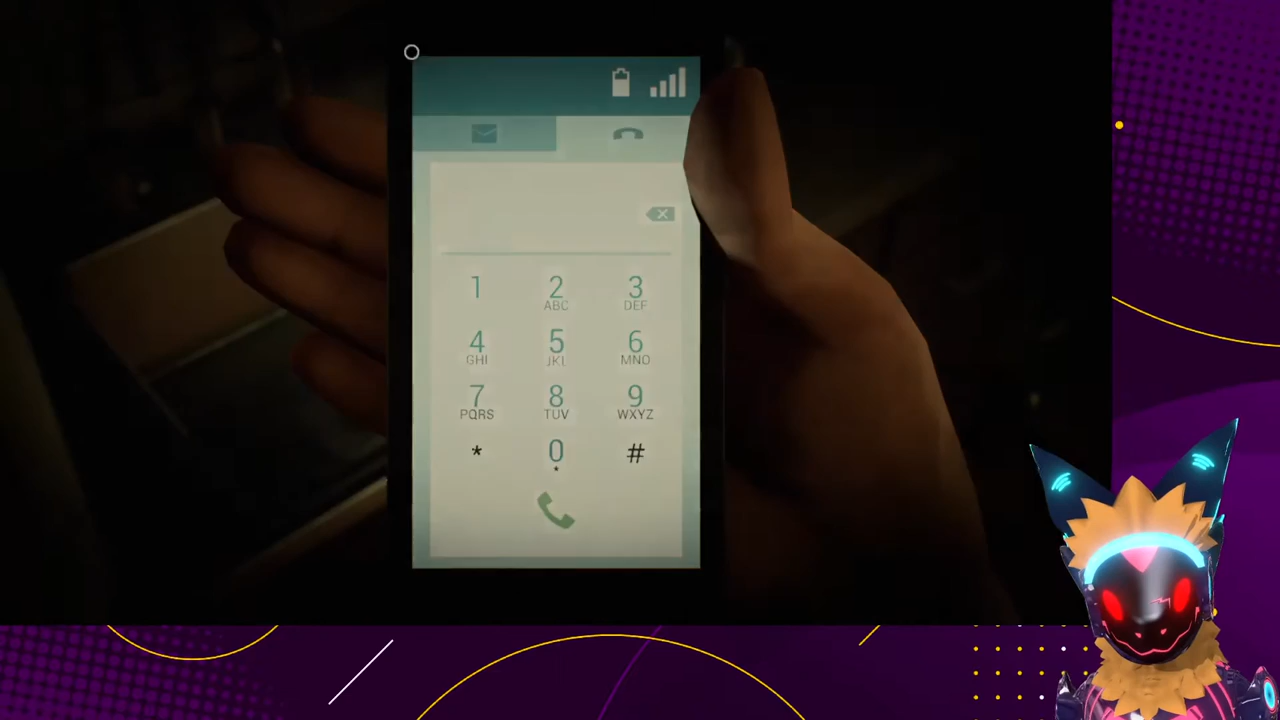 1 2 3
ABC DEF
4 5 6
GHI JKL MNO
7 8 9
PQRS TUV WXYZ
* 0 #